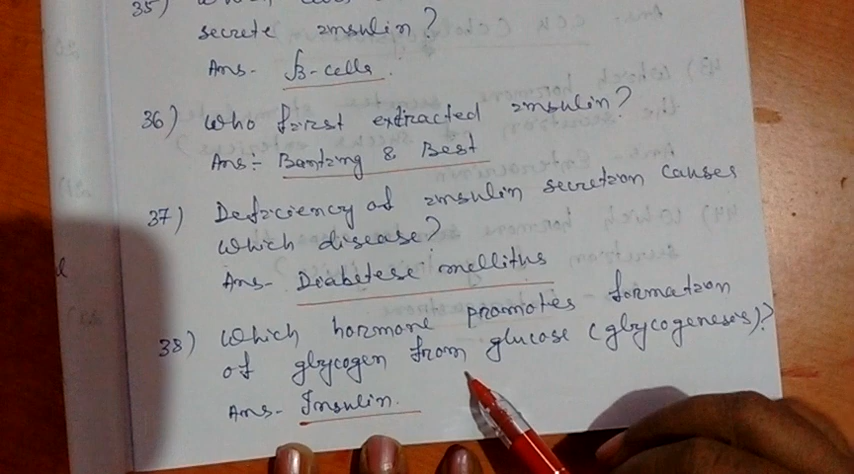 35)
secrete insulin?
Ans- β-cells.
36) Who first extracted insulin?
Ans:- Banting & Best
37) Deficiency of insulin secretion causes
which disease?
Ans- Diabetese mellitus
38) Which hormone promotes formation
of glycogen from glucose (glycogenesis)?
Ans- Insulin.